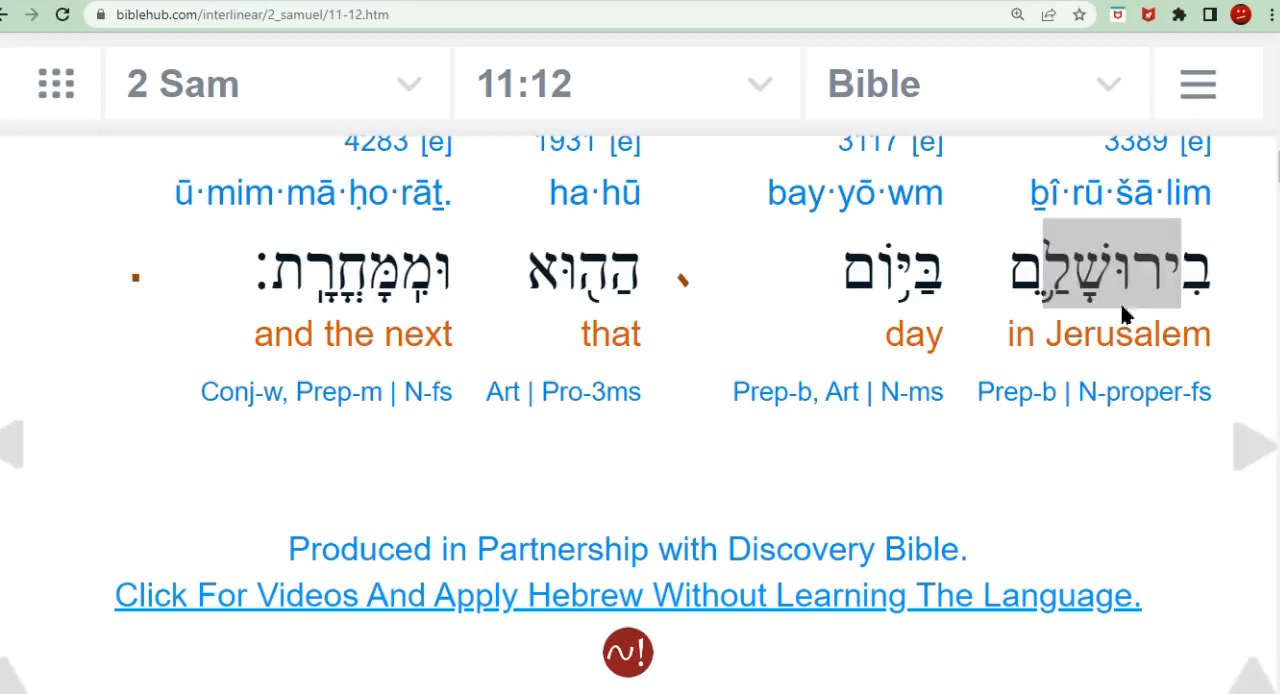 biblehub.com/interlinear/2_samuel/11-12.htm
2 Sam 11:12 Bible
4283 [e] 1931 [e] 3117 [e] 3389 [e]
ū·mim·mā·ḥo·rāṯ. ha·hū bay·yō·wm ḇî·rū·šā·lim
בִירוּשָׁלִַ֛ם בַּיּ֥וֹם הַה֖וּא וּמִֽמָּחֳרָֽת׃
and the next that day in Jerusalem
Conj-w, Prep-m | N-fs Art | Pro-3ms Prep-b, Art | N-ms Prep-b | N-proper-fs
Produced in Partnership with Discovery Bible.
Click For Videos And Apply Hebrew Without Learning The Language.